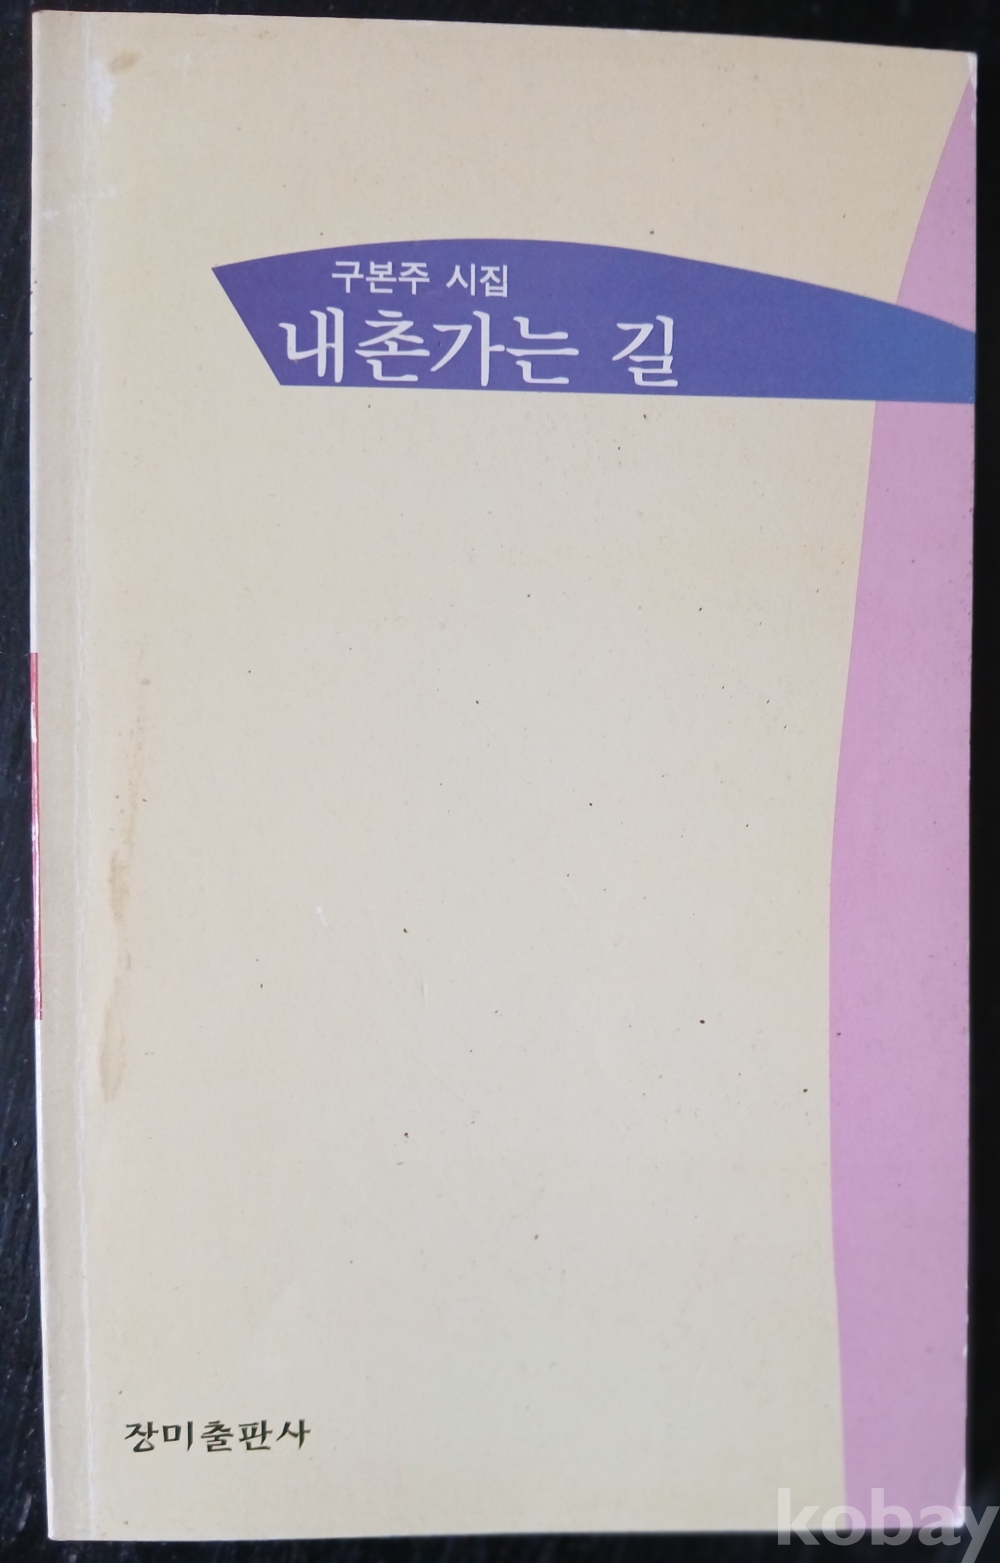 구본주 시집
내촌가는 길
장미출판사
kobay